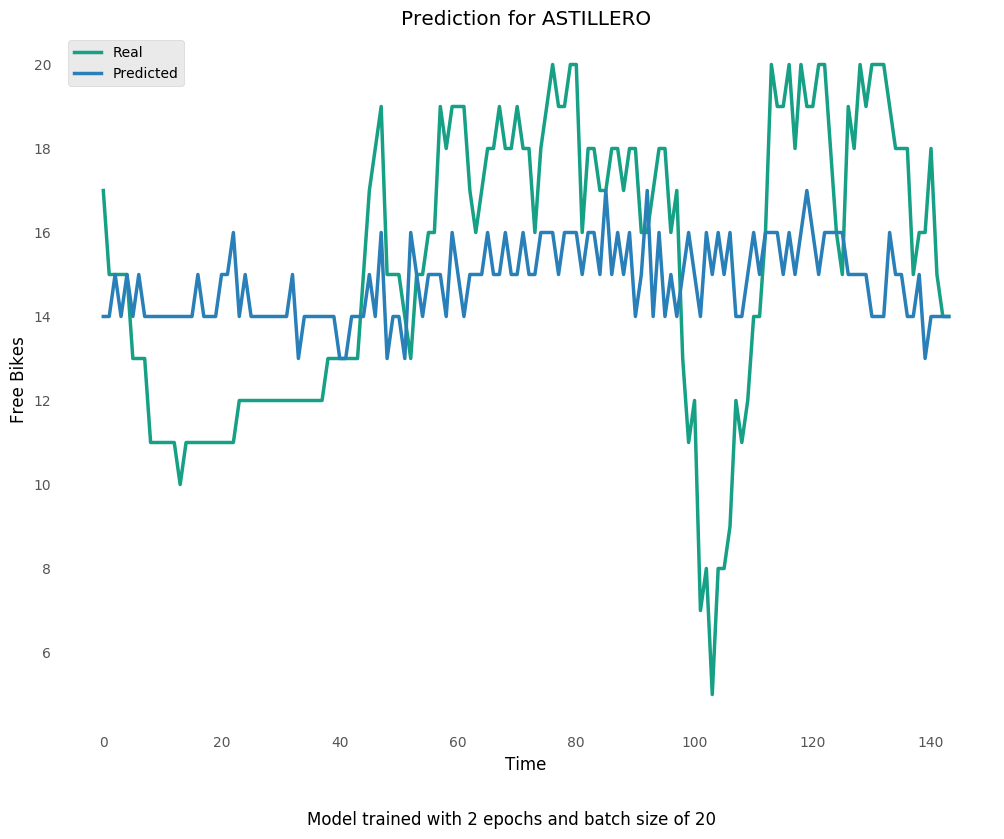 Prediction for ASTILLERO
Real
Predicted
20
18
16
14
12
10
8
6
Free Bikes
0 20 40 60 80 100 120 140
Time
Model trained with 2 epochs and batch size of 20